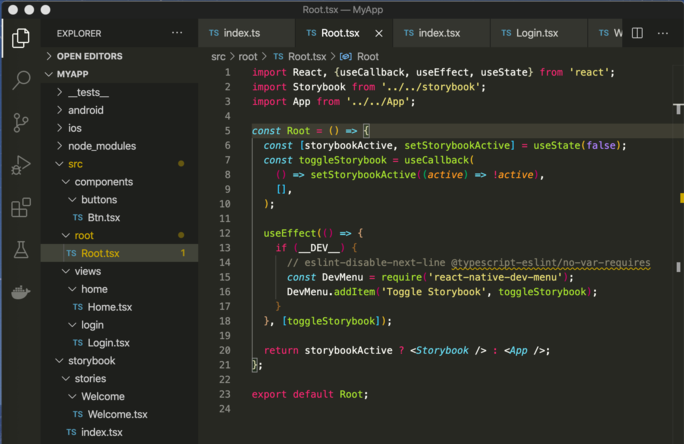 Root.tsx — MyApp
EXPLORER
OPEN EDITORS
MYAPP
__tests__
android
ios
node_modules
src
components
buttons
TS Btn.tsx
root
TS Root.tsx 1
views
home
TS Home.tsx
login
TS Login.tsx
storybook
stories
Welcome
TS Welcome.tsx
TS index.tsx
TS index.ts
TS Root.tsx
TS index.tsx
TS Login.tsx
TS W
src > root > TS Root.tsx > Root
1 import React, {useCallback, useEffect, useState} from 'react';
2 import Storybook from '../../storybook';
3 import App from '../../App';
4
5 const Root = () => {
6 const [storybookActive, setStorybookActive] = useState(false);
7 const toggleStorybook = useCallback(
8 () => setStorybookActive((active) => !active),
9 [],
10 );
11
12 useEffect(() => {
13 if (__DEV__) {
14 // eslint-disable-next-line @typescript-eslint/no-var-requires
15 const DevMenu = require('react-native-dev-menu');
16 DevMenu.addItem('Toggle Storybook', toggleStorybook);
17 }
18 }, [toggleStorybook]);
19
20 return storybookActive ? <Storybook /> : <App />;
21 };
22
23 export default Root;
24